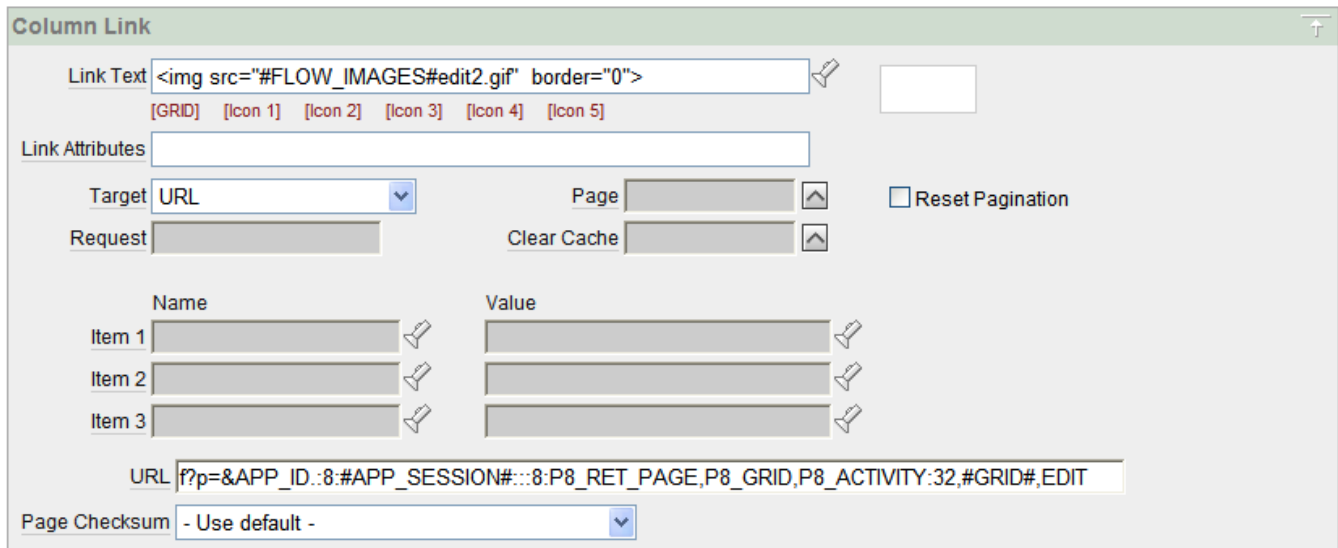 Column Link
Link Text <img src="#FLOW_IMAGES#edit2.gif" border="0">
[GRID] [Icon 1] [Icon 2] [Icon 3] [Icon 4] [Icon 5]
Link Attributes
Target URL Page Reset Pagination
Request Clear Cache
Name Value
Item 1
Item 2
Item 3
URL f?p=&APP_ID.:8:#APP_SESSION#:::8:P8_RET_PAGE,P8_GRID,P8_ACTIVITY:32,#GRID#,EDIT
Page Checksum - Use default -